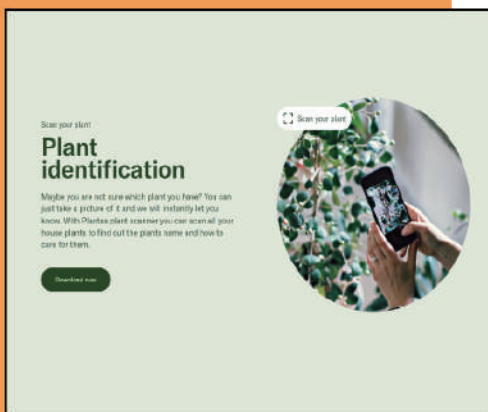 Scan your plant
Plant
identification
Maybe you are not sure which plant you have? You can
just take a picture of it and we will instantly let you
know. With Plantea plant scanner you can scan all your
house plants to find out the plants name and how to
care for them.
Download now
Scan your plant